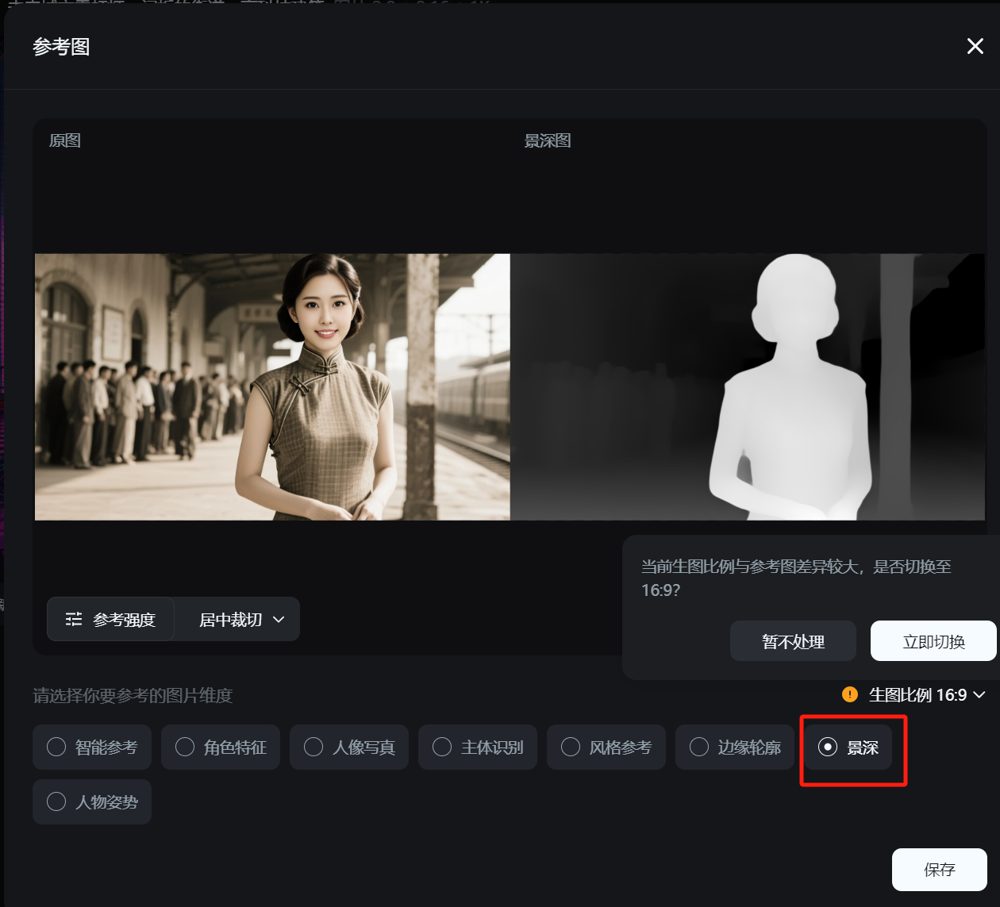 参考图
原图
景深图
当前生图比例与参考图差异较大，是否切换至
16:9?
参考强度
居中裁切
暂不处理
立即切换
请选择你要参考的图片维度
生图比例 16:9
智能参考
角色特征
人像写真
主体识别
风格参考
边缘轮廓
景深
人物姿势
保存